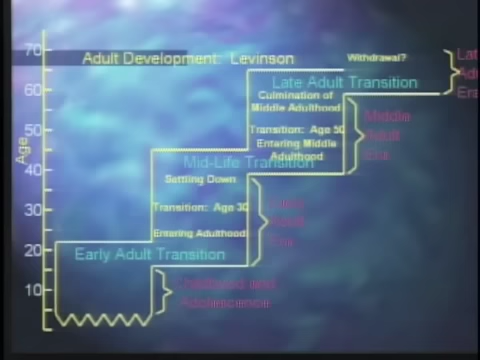 70
Adult Development: Levinson
Withdrawal?
Late Adult Transition
60
Culmination of
Middle Adulthood
50
Transition: Age 50
Entering Middle
Adulthood
Middle
Adult
Era
Age
40
Mid-Life Transition
Settling Down
30
Transition: Age 30
Entering Adulthood
Adult
Era
20
Early Adult Transition
10
Childhood and
Adolescence